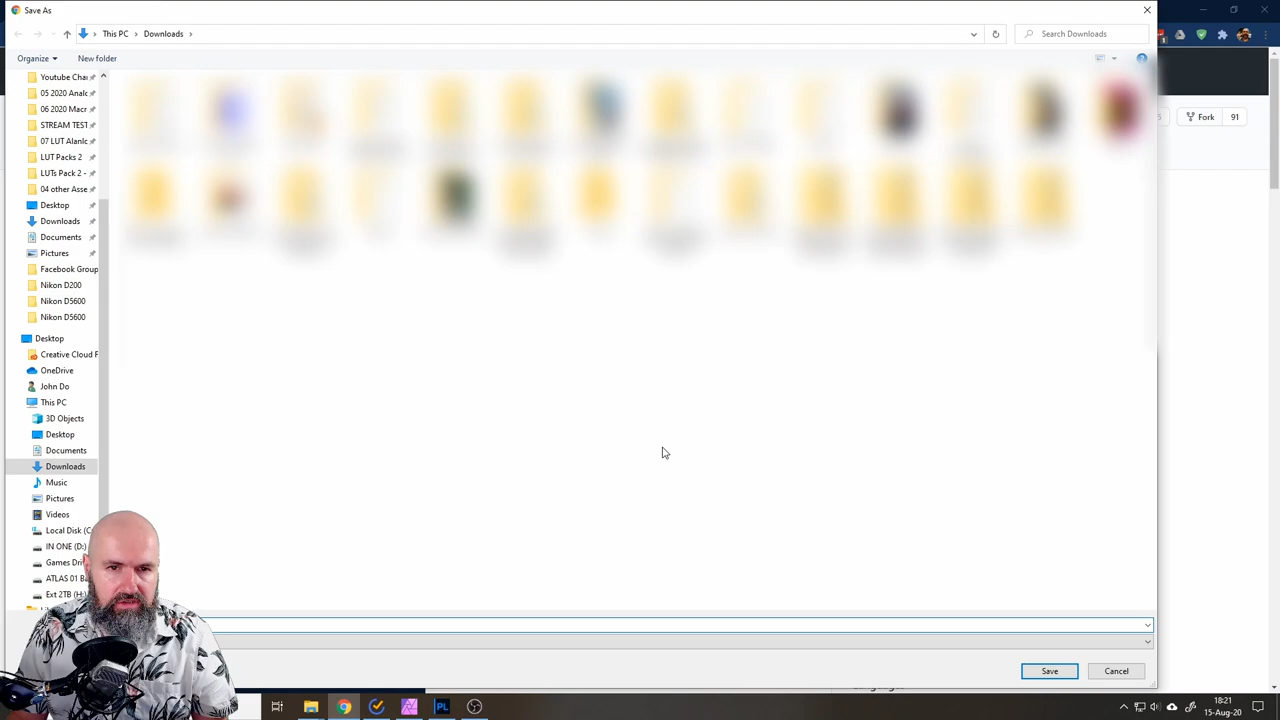 Save As
This PC
Downloads
Search Downloads
Organize
New folder
Youtube Cha
05 2020 Analc
06 2020 Macr
STREAM TEST
07 LUT Alanlc
LUT Packs 2
LUTs Pack 2 -
04 other Asse
Desktop
Downloads
Documents
Pictures
Facebook Group
Nikon D200
Nikon D5600
Nikon D5600
Desktop
Creative Cloud F
OneDrive
John Do
This PC
3D Objects
Desktop
Documents
Downloads
Music
Pictures
Videos
Local Disk (C
IN ONE (D:)
Games Dri
ATLAS 01 B
Ext 2TB (H:
Fork
91
Save
Cancel
PL
18:21
15-Aug-20